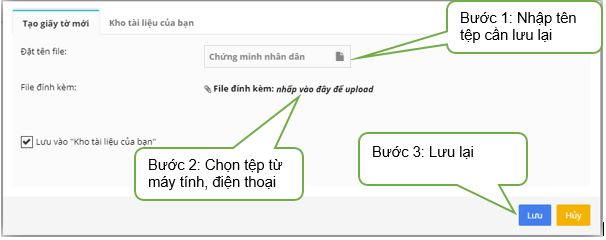 Tạo giấy tờ mới
Kho tài liệu của bạn
Bước 1: Nhập tên
tệp cần lưu lại
Đặt tên file:
Chứng minh nhân dân
File đính kèm:
File đính kèm: nhấp vào đây để upload
Lưu vào "Kho tài liệu của bạn"
Bước 2: Chọn tệp từ
máy tính, điện thoại
Bước 3: Lưu lại
Lưu
Hủy